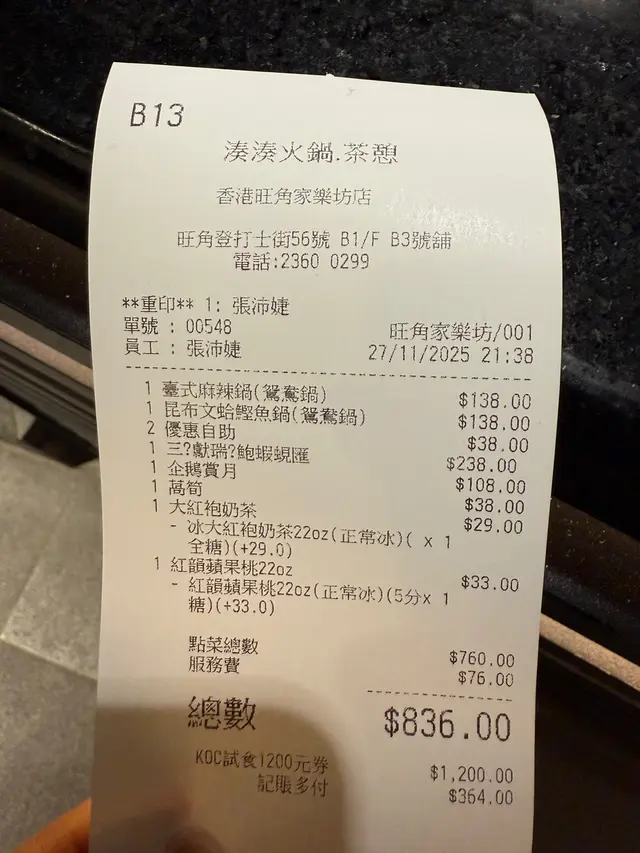 B13
湊湊火鍋.茶憩
香港旺角家樂坊店
旺角登打士街56號 B1/F B3號舖
電話:2360 0299
**重印** 1: 張沛婕
單號 : 00548 旺角家樂坊/001
員工 : 張沛婕 27/11/2025 21:38
1 臺式麻辣鍋(鴛鴦鍋) $138.00
1 昆布文蛤鰹魚鍋(鴛鴦鍋) $138.00
2 優惠自助 $38.00
1 三?獻瑞?鮑蝦蜆匯 $238.00
1 企鵝賞月 $108.00
1 萵筍 $38.00
1 大紅袍奶茶 $29.00
- 冰大紅袍奶茶22oz(正常冰)( x 1
全糖)(+29.0)
1 紅韻蘋果桃22oz $33.00
- 紅韻蘋果桃22oz(正常冰)(5分x 1
糖)(+33.0)
點菜總數 $760.00
服務費 $76.00
總數 $836.00
KOC試食1200元券 $1,200.00
記賬多付 $364.00